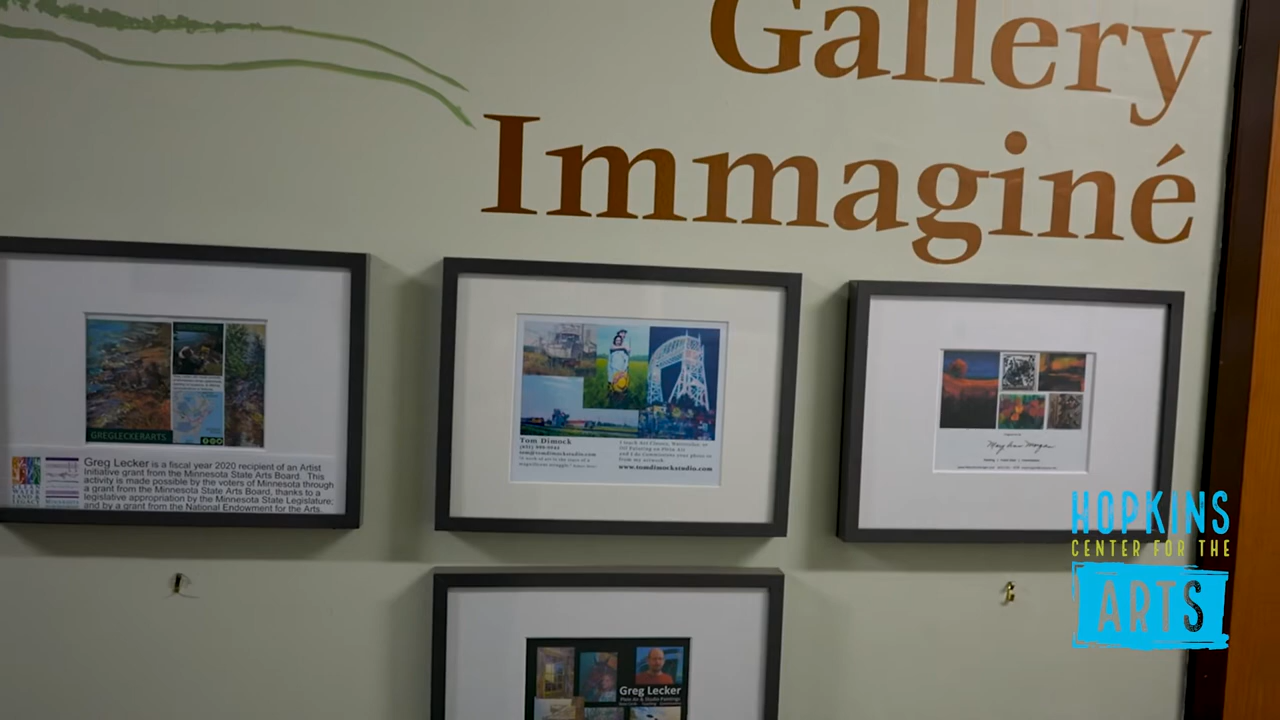 Gallery
Immaginé
GREGLECKERARTS
Greg Lecker is a fiscal year 2020 recipient of an Artist
Initiative grant from the Minnesota State Arts Board. This
activity is made possible by the voters of Minnesota through
a grant from the Minnesota State Arts Board, thanks to a
legislative appropriation by the Minnesota State Legislature;
and by a grant from the National Endowment for the Arts.
Tom Dimock
www.tomdimockstudio.com
Greg Lecker
HOPKINS
CENTER FOR THE
ARTS